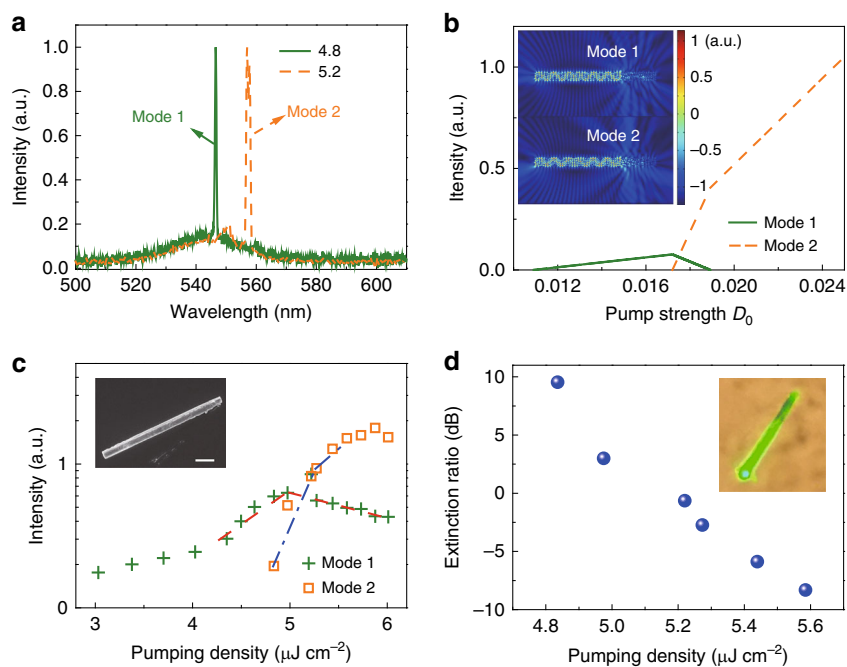 a
4.8
5.2
Mode 1
Mode 2
Intensity (a.u.)
1.0
0.8
0.6
0.4
0.2
0.0
500
520
540
560
580
600
Wavelength (nm)
b
Mode 1
Mode 2
1 (a.u.)
0.5
0
−0.5
−1
Itensity (a.u.)
1.0
0.5
0.0
0.012
0.016
0.020
0.024
Mode 1
Mode 2
Pump strength D0
c
Intensity (a.u.)
1
0
3
4
5
6
Mode 1
Mode 2
Pumping density (μJ cm−2)
d
Extinction ratio (dB)
10
5
0
−5
−10
4.8
5.0
5.2
5.4
5.6
Pumping density (μJ cm−2)